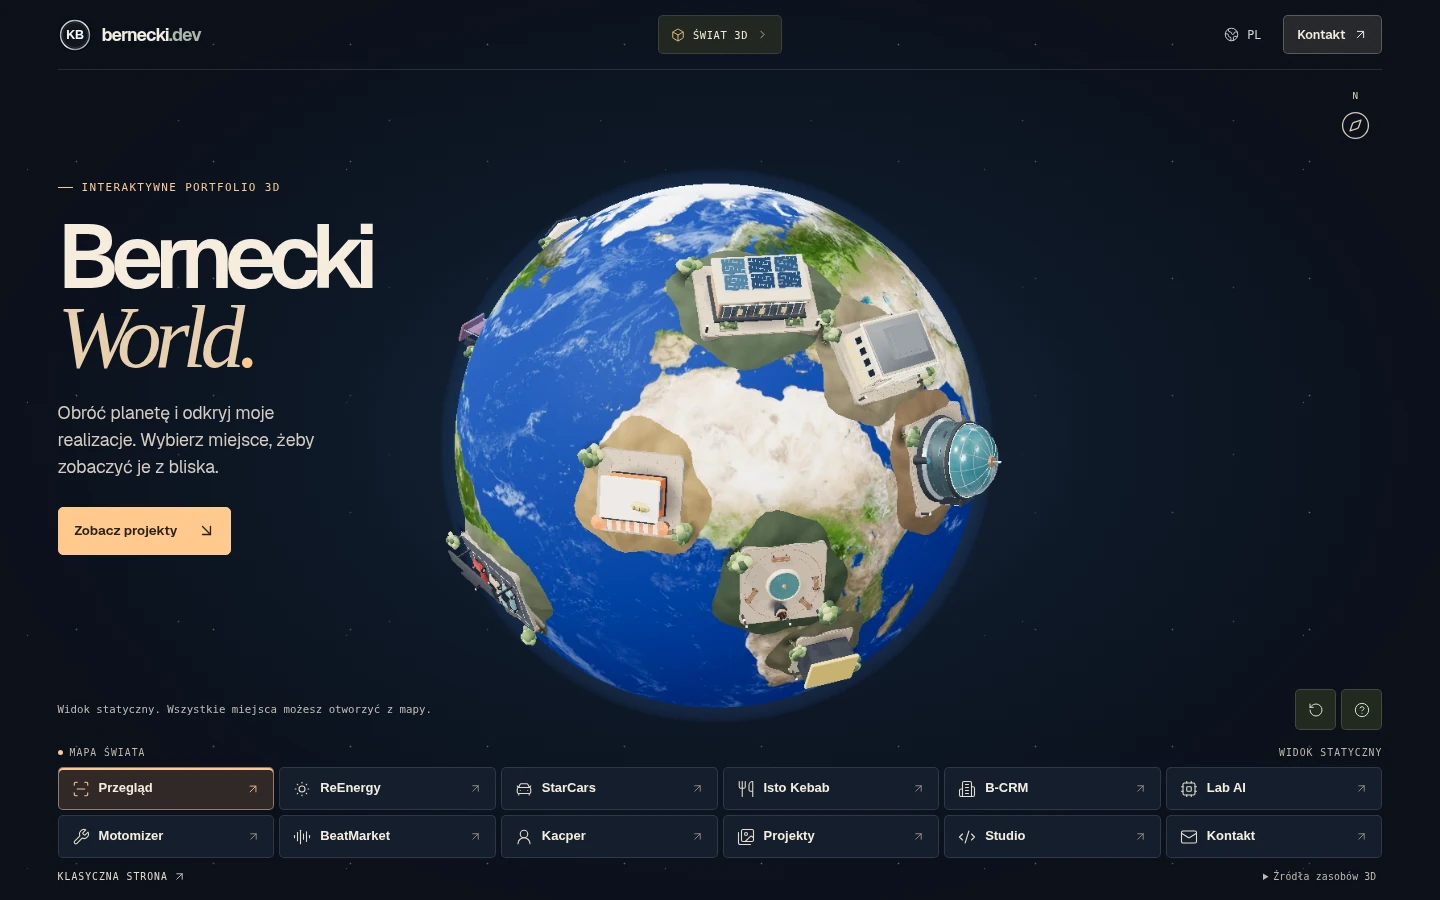 KB bernecki.dev
ŚWIAT 3D
PL
Kontakt
N
INTERAKTYWNE PORTFOLIO 3D
Bernecki
World.
Obróć planetę i odkryj moje
realizacje. Wybierz miejsce, żeby
zobaczyć je z bliska.
Zobacz projekty
Widok statyczny. Wszystkie miejsca możesz otworzyć z mapy.
MAPA ŚWIATA
WIDOK STATYCZNY
Przegląd
ReEnergy
StarCars
Isto Kebab
B-CRM
Lab AI
Motomizer
BeatMarket
Kacper
Projekty
Studio
Kontakt
KLASYCZNA STRONA
Źródła zasobów 3D